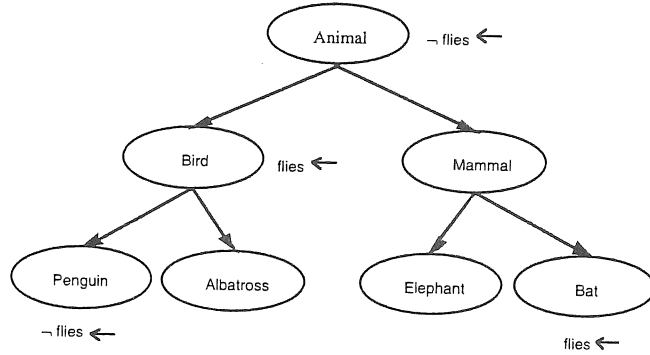 Animal
¬ flies ←
Bird
flies ←
Mammal
Penguin
Albatross
Elephant
Bat
¬ flies ←
flies ←